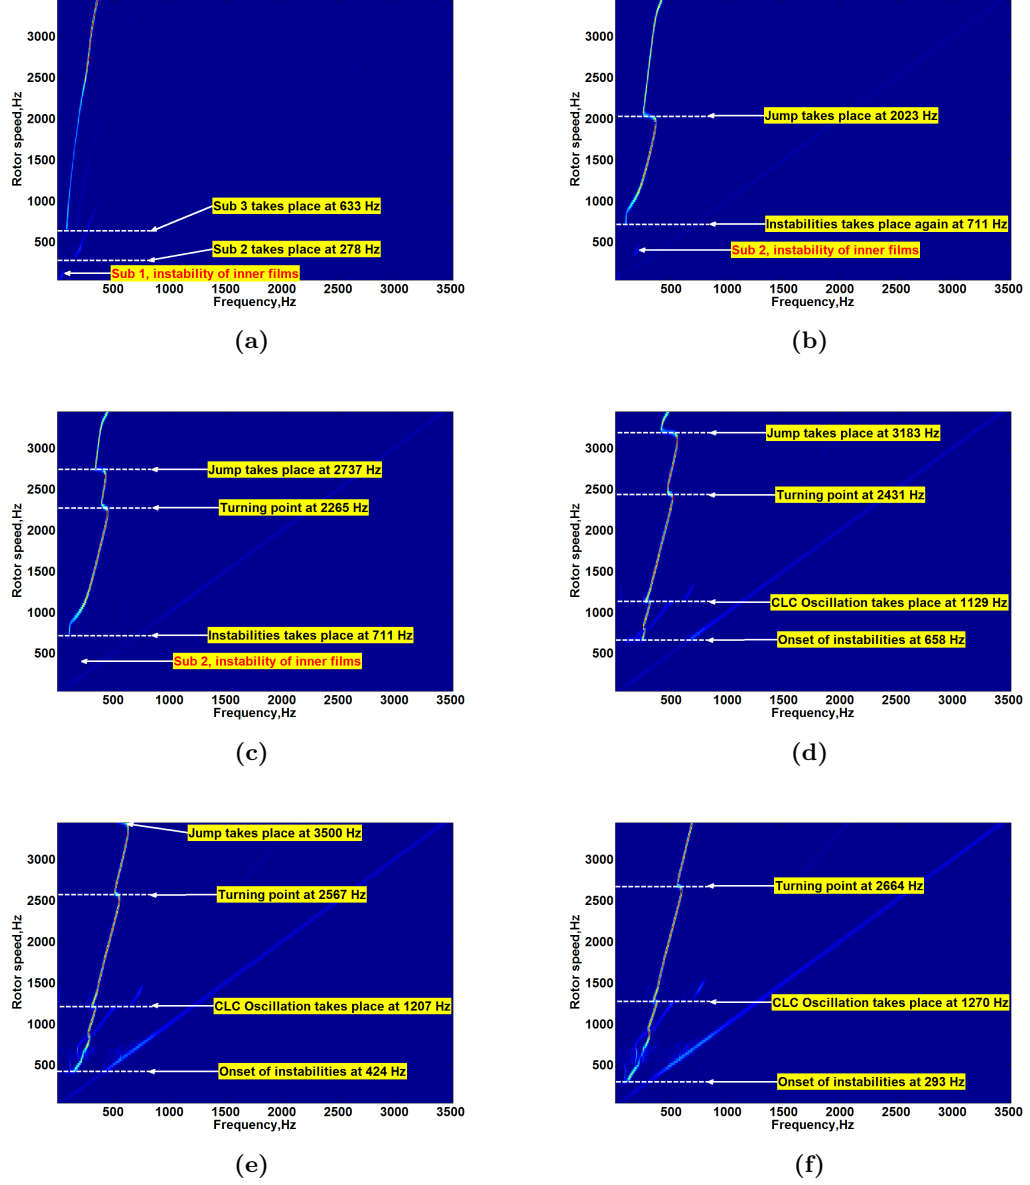 3000
2500
2000
1500
1000
500
Rotor speed,Hz
Sub 3 takes place at 633 Hz
Sub 2 takes place at 278 Hz
Sub 1, instability of inner films
500 1000 1500 2000 2500 3000 3500
Frequency,Hz
(a)
3000
2500
2000
1500
1000
500
Rotor speed,Hz
Jump takes place at 2023 Hz
Instabilities takes place again at 711 Hz
Sub 2, instability of inner films
500 1000 1500 2000 2500 3000 3500
Frequency,Hz
(b)
3000
2500
2000
1500
1000
500
Rotor speed,Hz
Jump takes place at 2737 Hz
Turning point at 2265 Hz
Instabilities takes place at 711 Hz
Sub 2, instability of inner films
500 1000 1500 2000 2500 3000 3500
Frequency,Hz
(c)
3000
2500
2000
1500
1000
500
Rotor speed,Hz
Jump takes place at 3183 Hz
Turning point at 2431 Hz
CLC Oscillation takes place at 1129 Hz
Onset of instabilities at 658 Hz
500 1000 1500 2000 2500 3000 3500
Frequency,Hz
(d)
3000
2500
2000
1500
1000
500
Rotor speed,Hz
Jump takes place at 3500 Hz
Turning point at 2567 Hz
CLC Oscillation takes place at 1207 Hz
Onset of instabilities at 424 Hz
500 1000 1500 2000 2500 3000 3500
Frequency,Hz
(e)
3000
2500
2000
1500
1000
500
Rotor speed,Hz
Turning point at 2664 Hz
CLC Oscillation takes place at 1270 Hz
Onset of instabilities at 293 Hz
500 1000 1500 2000 2500 3000 3500
Frequency,Hz
(f)